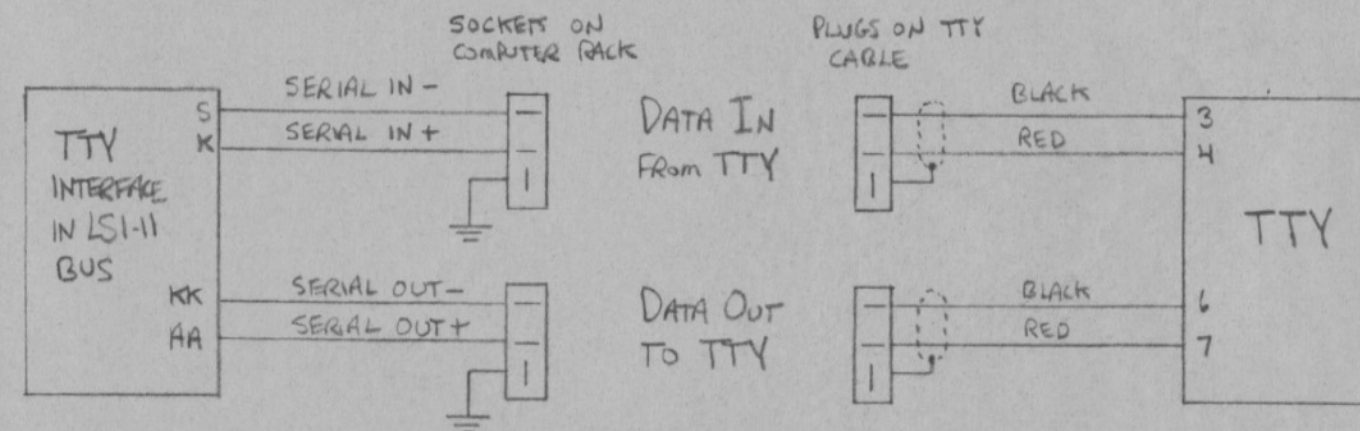 SOCKETS ON
COMPUTER RACK
PLUGS ON TTY
CABLE
TTY
INTERFACE
IN LSI-11
BUS
S
K
KK
AA
SERIAL IN -
SERIAL IN +
SERIAL OUT -
SERIAL OUT +
DATA IN
FROM TTY
DATA OUT
TO TTY
BLACK
RED
BLACK
RED
3
4
6
7
TTY